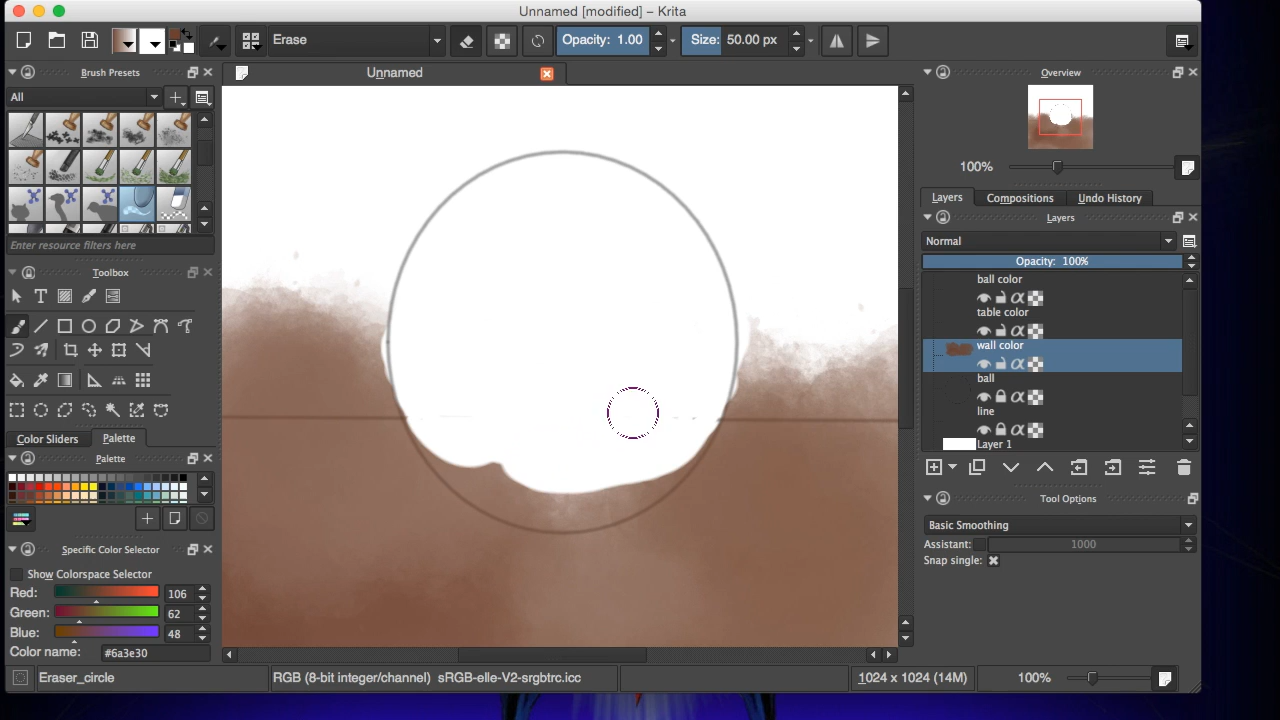 Unnamed [modified] – Krita
Erase
Opacity: 1.00
Size: 50.00 px
Brush Presets
Unnamed
Overview
All
100%
Layers Compositions Undo History
Layers
Normal
Enter resource filters here
Opacity: 100%
Toolbox
ball color
table color
wall color
ball
line
Layer 1
Color Sliders Palette
Palette
Tool Options
Basic Smoothing
Assistant: 1000
Snap single:
Specific Color Selector
Show Colorspace Selector
Red: 106
Green: 62
Blue: 48
Color name: #6a3e30
Eraser_circle
RGB (8-bit integer/channel) sRGB-elle-V2-srgbtrc.icc
1024 x 1024 (14M)
100%